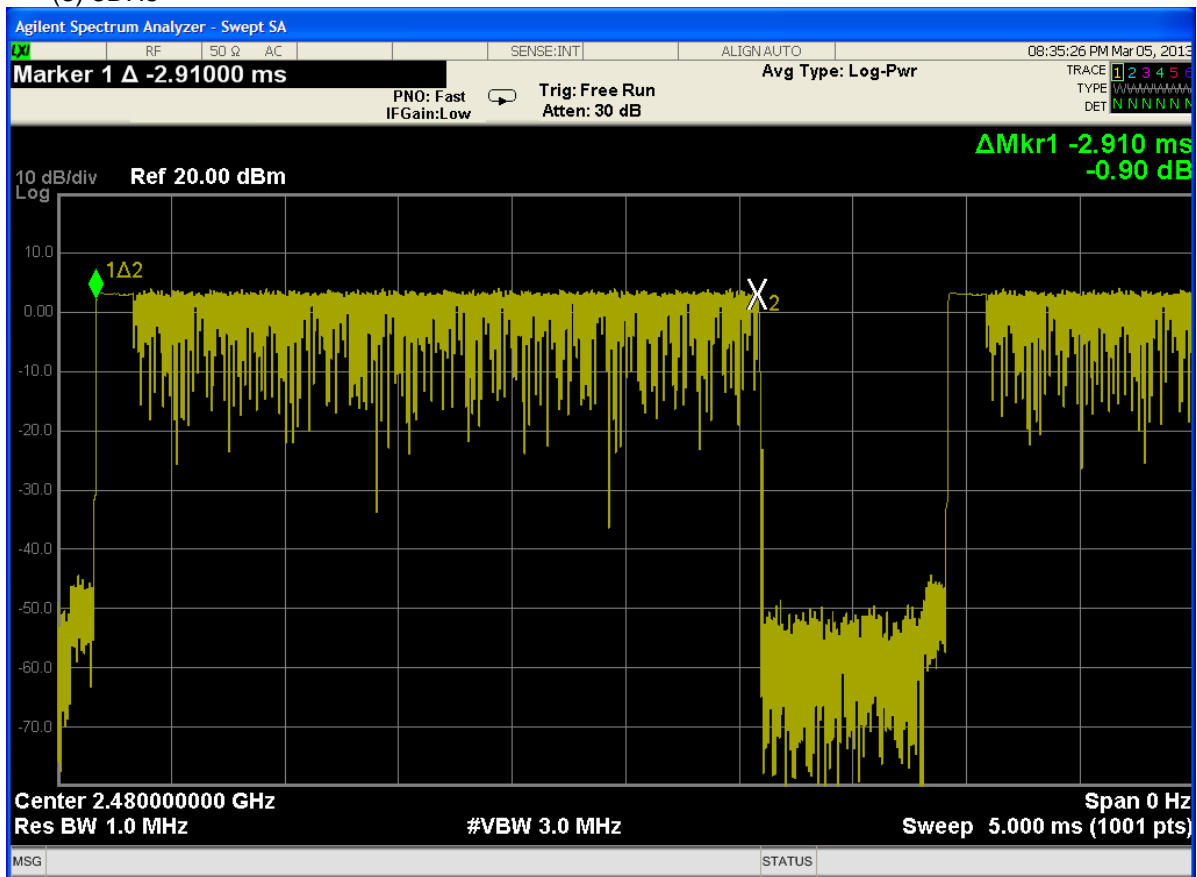 Agilent Spectrum Analyzer - Swept SA
LXI RF 50 Ω AC SENSE:INT ALIGNAUTO 08:35:26 PM Mar 05, 2013
Marker 1 Δ -2.91000 ms
PNO: Fast
IFGain:Low
Trig: Free Run
Atten: 30 dB
Avg Type: Log-Pwr
TRACE 1 2 3 4 5 6
TYPE
DET N N N N N N
ΔMkr1 -2.910 ms
-0.90 dB
10 dB/div Ref 20.00 dBm
Log
10.0
1Δ2
0.00
2
-10.0
-20.0
-30.0
-40.0
-50.0
-60.0
-70.0
Center 2.480000000 GHz Span 0 Hz
Res BW 1.0 MHz #VBW 3.0 MHz Sweep 5.000 ms (1001 pts)
MSG STATUS